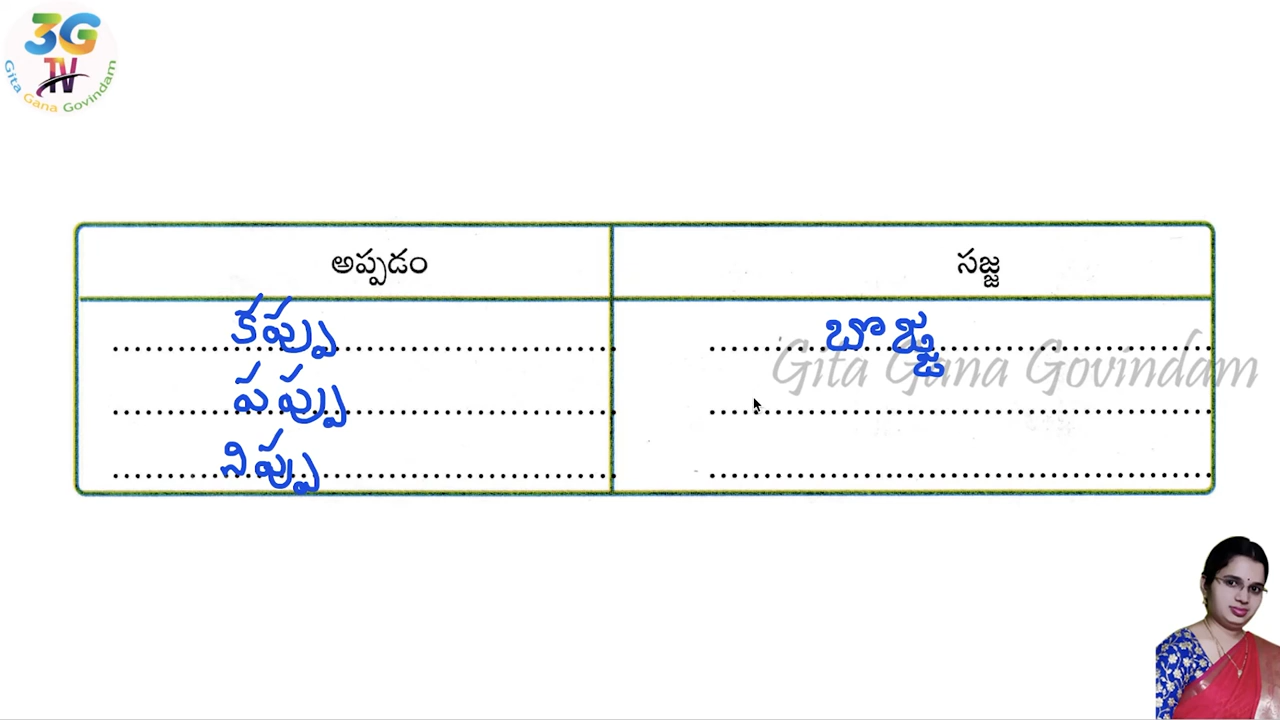 3G
TV
Gita Gana Govindam
అప్పడం సజ్జ
కప్పు బొజ్జ
పప్పు
నిప్పు
Gita Gana Govindam